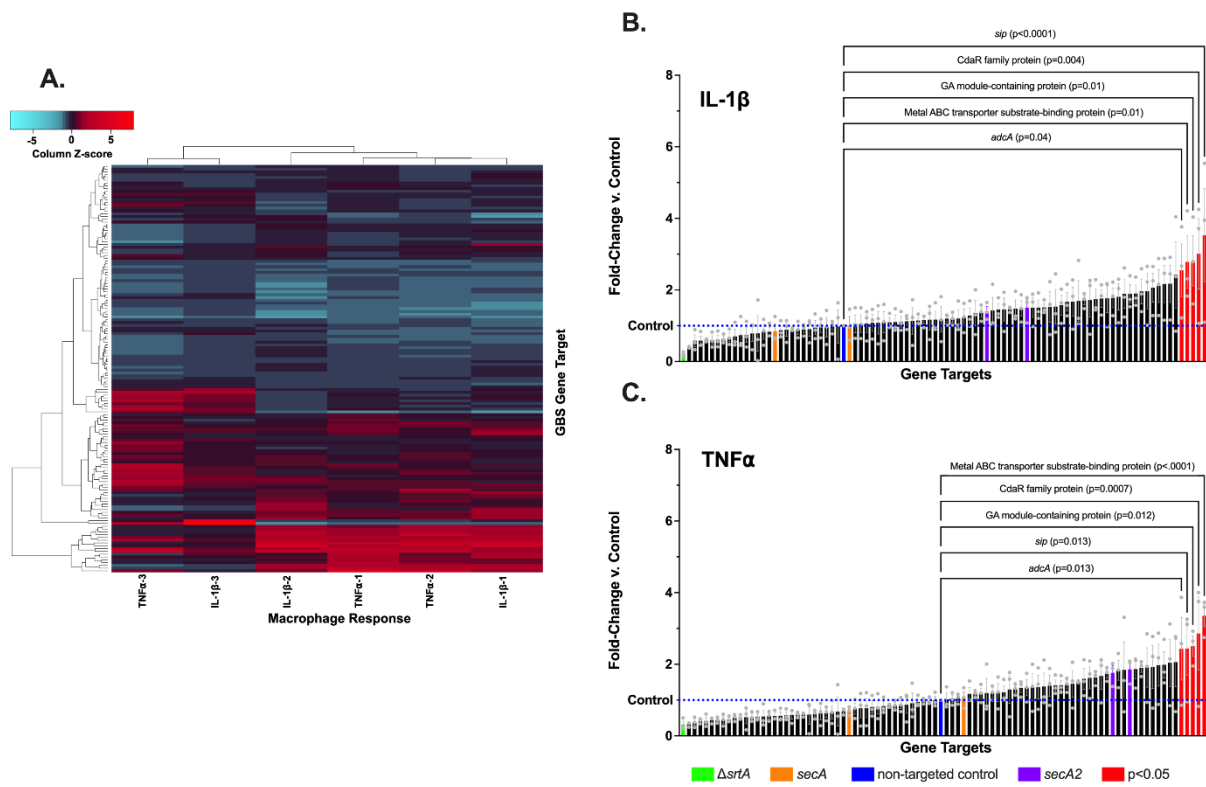 A.
-5
0
5
Column Z-score
GBS Gene Target
TNFα-3
IL-1β-3
IL-1β-2
TNFα-1
TNFα-2
IL-1β-1
Macrophage Response
B.
sip (p<0.0001)
CdaR family protein (p=0.004)
GA module-containing protein (p=0.01)
Metal ABC transporter substrate-binding protein (p=0.01)
adcA (p=0.04)
IL-1β
Fold-Change v. Control
8
6
4
2
Control
0
Gene Targets
C.
Metal ABC transporter substrate-binding protein (p<.0001)
CdaR family protein (p=0.0007)
GA module-containing protein (p=0.012)
sip (p=0.013)
adcA (p=0.013)
TNFα
Fold-Change v. Control
8
6
4
2
Control
0
Gene Targets
ΔsrtA secA non-targeted control secA2 p<0.05